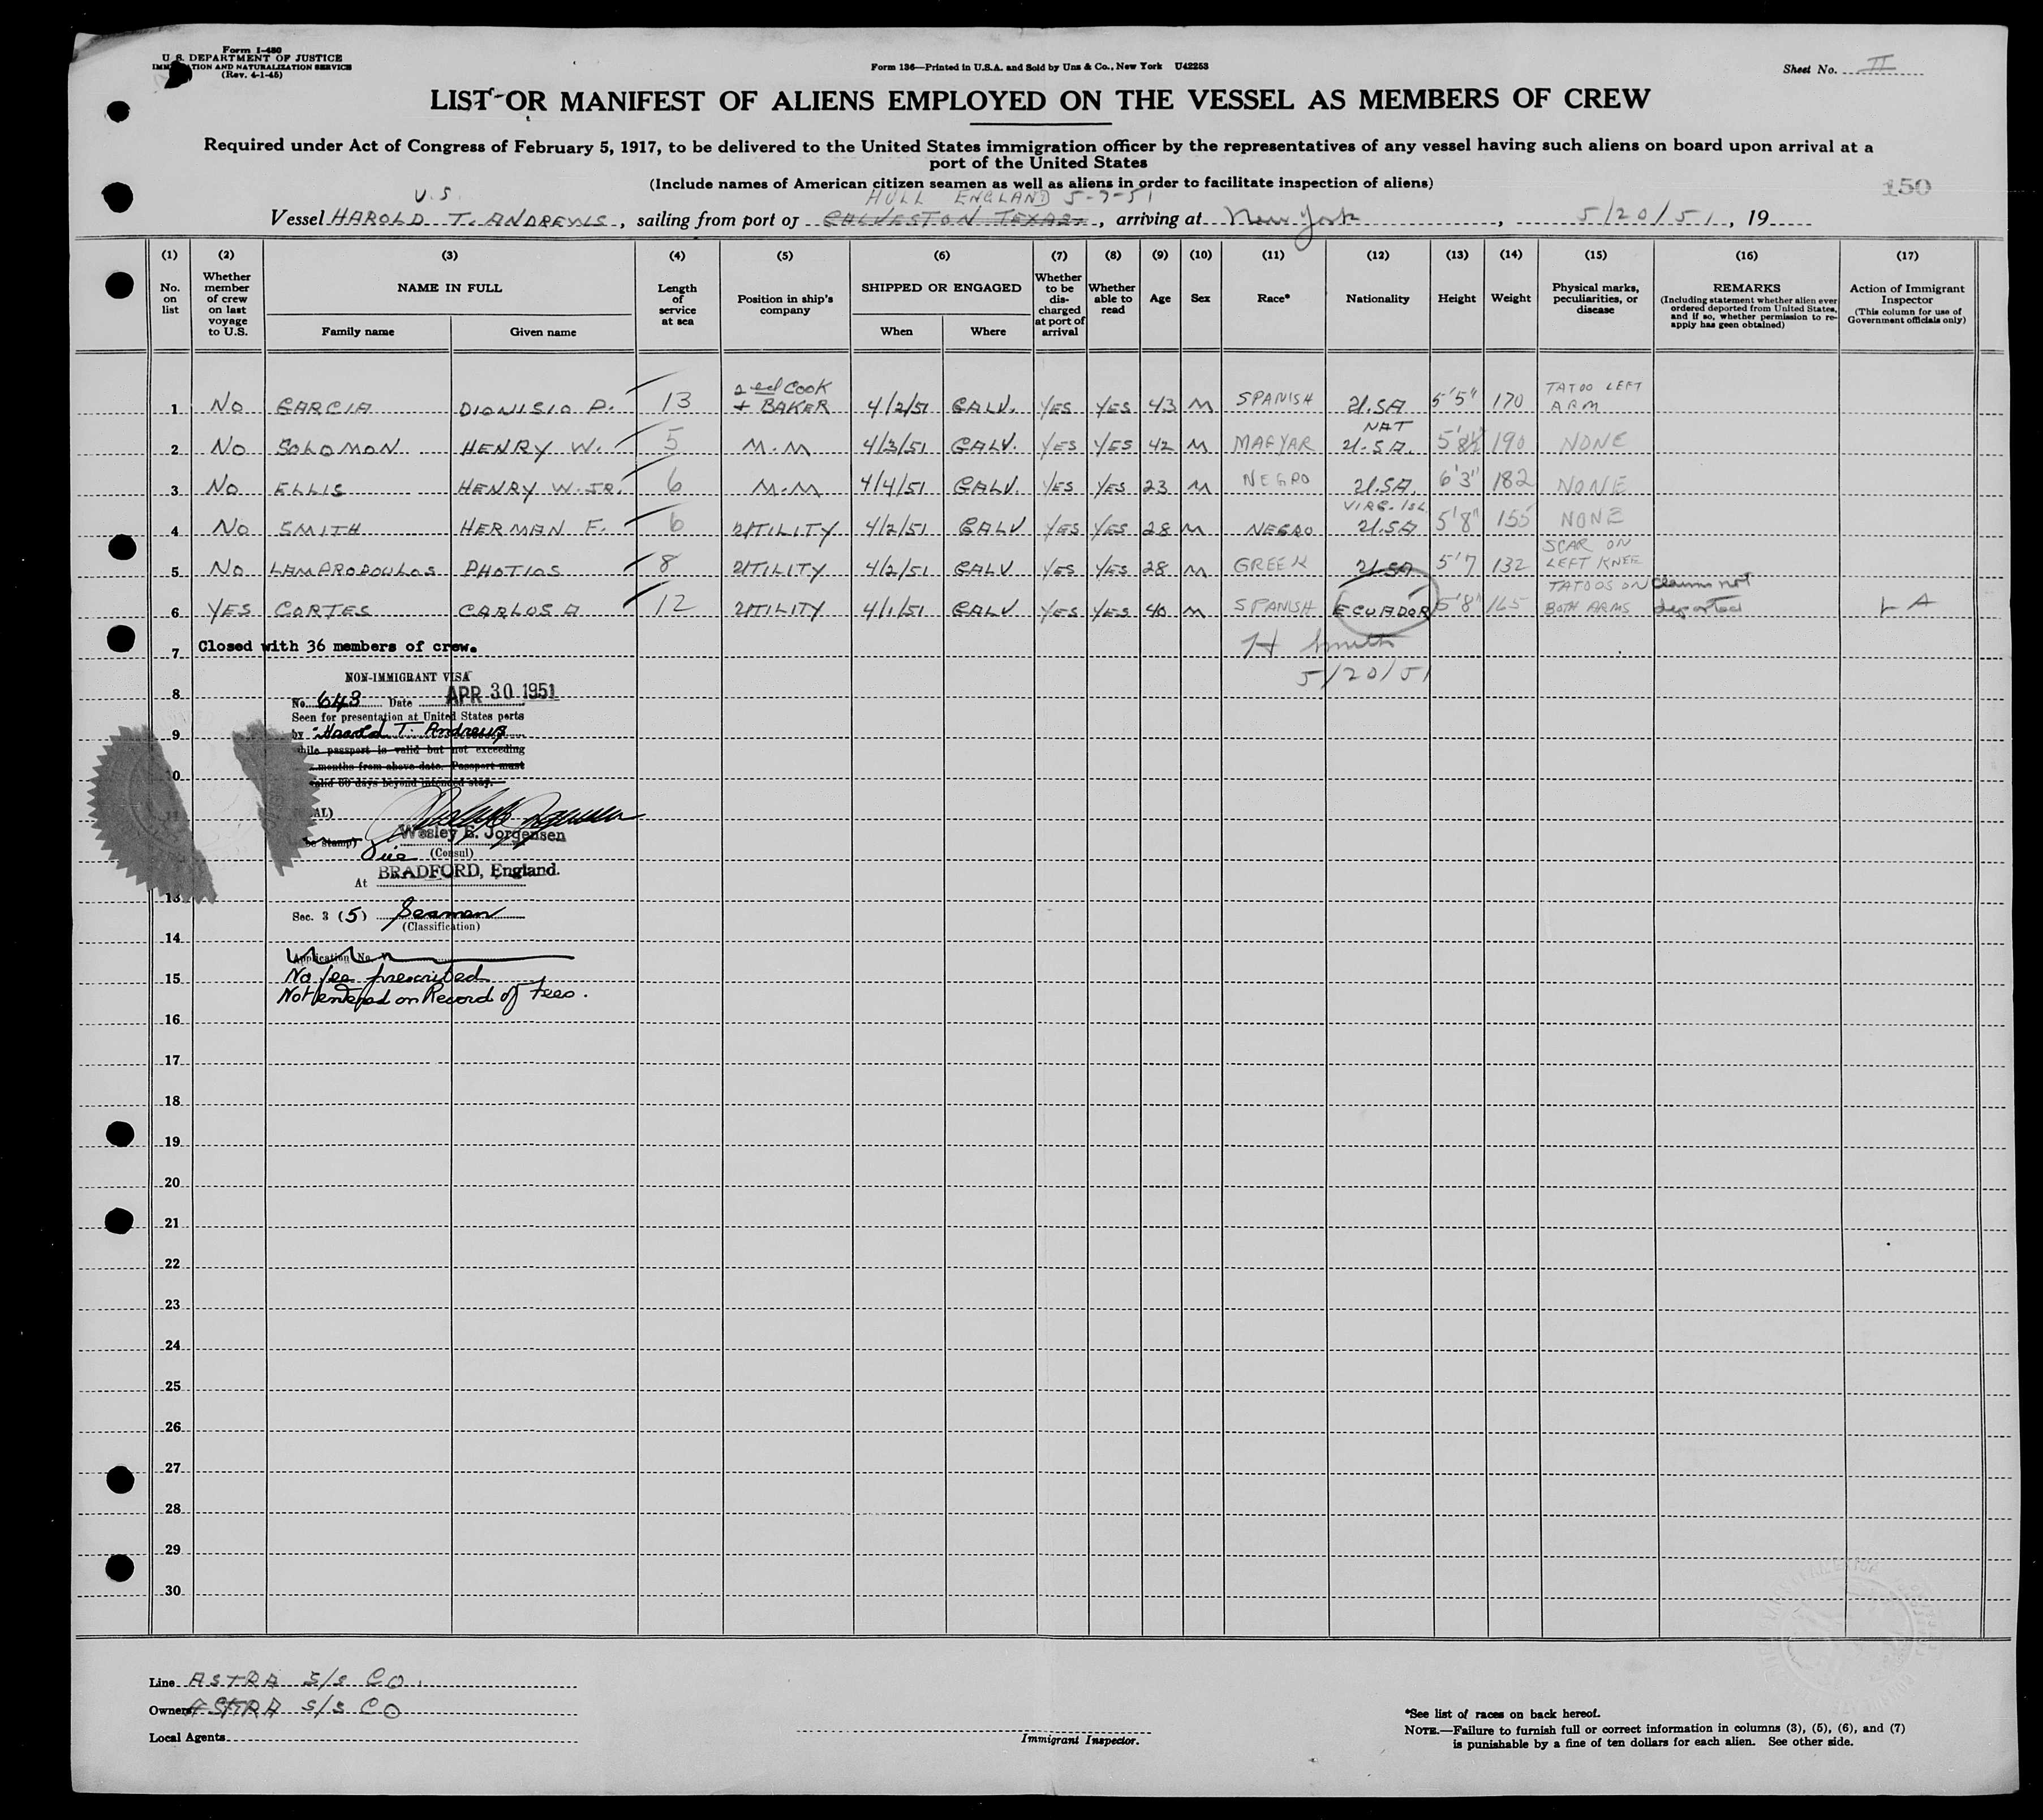 Form I-480
U. S. DEPARTMENT OF JUSTICE
IMMIGRATION AND NATURALIZATION SERVICE
(Rev. 4-1-45)
Form 136—Printed in U.S.A. and Sold by Unz & Co., New York U42253
Sheet No. II
LIST OR MANIFEST OF ALIENS EMPLOYED ON THE VESSEL AS MEMBERS OF CREW
Required under Act of Congress of February 5, 1917, to be delivered to the United States immigration officer by the representatives of any vessel having such aliens on board upon arrival at a
port of the United States
(Include names of American citizen seamen as well as aliens in order to facilitate inspection of aliens)
150
U.S. HULL ENGLAND 5-7-51
Vessel HAROLD T. ANDREWS, sailing from port of GALVESTON TEXAS, arriving at New York, 5/20/51, 19
(1) (2) (3) (4) (5) (6) (7) (8) (9) (10) (11) (12) (13) (14) (15) (16) (17)
No. on list
Whether member of crew on last voyage to U.S.
NAME IN FULL
Family name Given name
Length of service at sea
Position in ship's company
SHIPPED OR ENGAGED
When Where
Whether to be discharged at port of arrival
Whether able to read
Age
Sex
Race*
Nationality
Height
Weight
Physical marks, peculiarities, or disease
REMARKS
(Including statement whether alien ever ordered deported from United States, and if so, whether permission to re-apply has geen obtained)
Action of Immigrant Inspector
(This column for use of Government officials only)
1 NO GARCIA DIONISIO P. 13 2ed COOK + BAKER 4/2/51 GALV. YES YES 43 M SPANISH U.SA 5'5" 170 TATOO LEFT ARM
2 NO SOLOMON HENRY W. 5 M.M 4/3/51 GALV. YES YES 42 M MAGYAR NAT U.S.A. 190 NONE
3 NO ELLIS HENRY W. JR. 6 M.M 4/4/51 GALV. YES YES 23 M NEGRO U.SA. 6'3" 182 NONE
4 NO SMITH HERMAN F. 6 UTILITY 4/2/51 GALV YES YES 28 M NEGRO VIRG. ISL U.SA 5'8" 155 NONE
5 NO LAMPROPOULOS PHOTIOS 8 UTILITY 4/2/51 GALV YES YES 28 M GREEK U.SA 5'7 132 SCAR ON LEFT KNEE
6 YES CORTES CARLOS A 12 UTILITY 4/1/51 GALV YES YES 40 M SPANISH ECUADOR 5'8" 165 TATOOS ON BOTH ARMS claims not deported
7 Closed with 36 members of crew.
H Smith
5/20/51
NON-IMMIGRANT VISA
8 No. 643 Date APR 30 1951
Seen for presentation at United States ports
9 by Harold T. Andrews
while passport is valid but not exceeding
10 months from above date. Passport must
valid 60 days beyond intended stay.
11
Wesley E. Jorgensen
12 Vice (Consul)
At BRADFORD, England.
13
Sec. 3 (5) Seaman
(Classification)
14
Application No.
15 No fee prescribed
Not entered on Record of Fees.
16
17
18
19
20
21
22
23
24
25
26
27
28
29
30
Line ASTRA S/S CO.
Owners ASTRA S/S CO
Local Agents
Immigrant Inspector.
*See list of races on back hereof.
NOTE.—Failure to furnish full or correct information in columns (3), (5), (6), and (7)
is punishable by a fine of ten dollars for each alien. See other side.